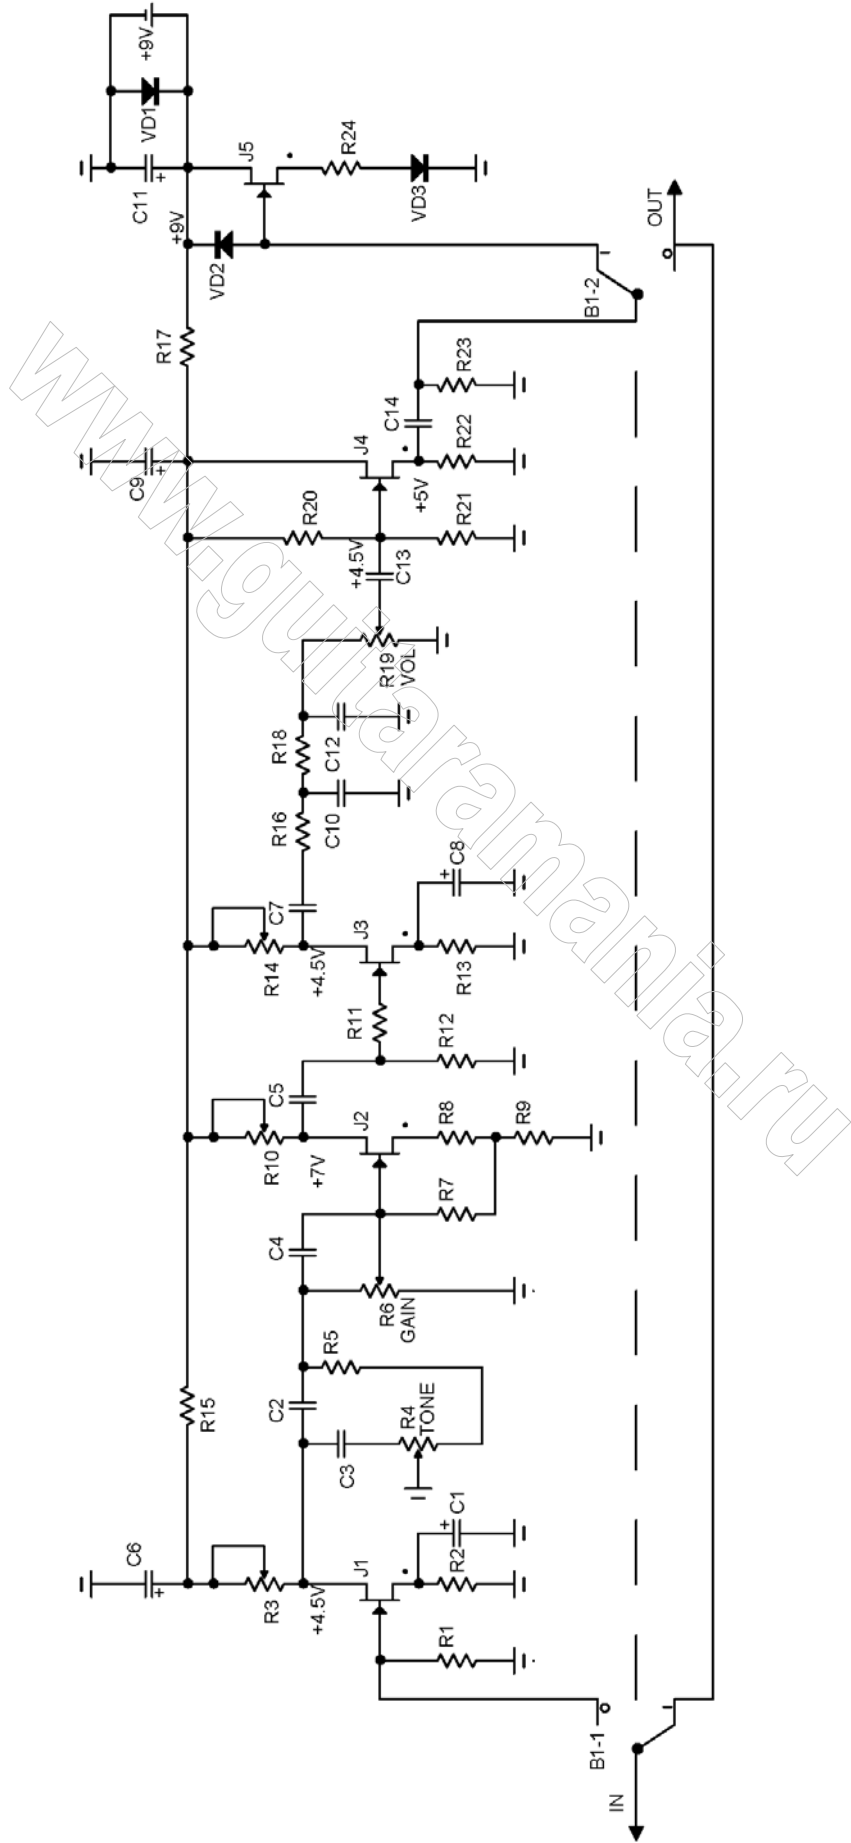 +9V
VD1
C11
+
J5
R24
VD3
+9V
VD2
OUT
B1-2
R17
C9
+
R20
J4
C14
R23
R22
+5V
R21
+4.5V
C13
R19
VOL
R18
C12
R16
C10
C7
R14
+4.5V
J3
C8
+
R13
R11
R12
C5
R10
+7V
J2
R8
R9
R7
C4
R6
GAIN
R5
C2
R4
TONE
C3
R15
C6
+
R3
+4.5V
J1
C1
+
R2
R1
B1-1
IN
www.guitaramania.ru